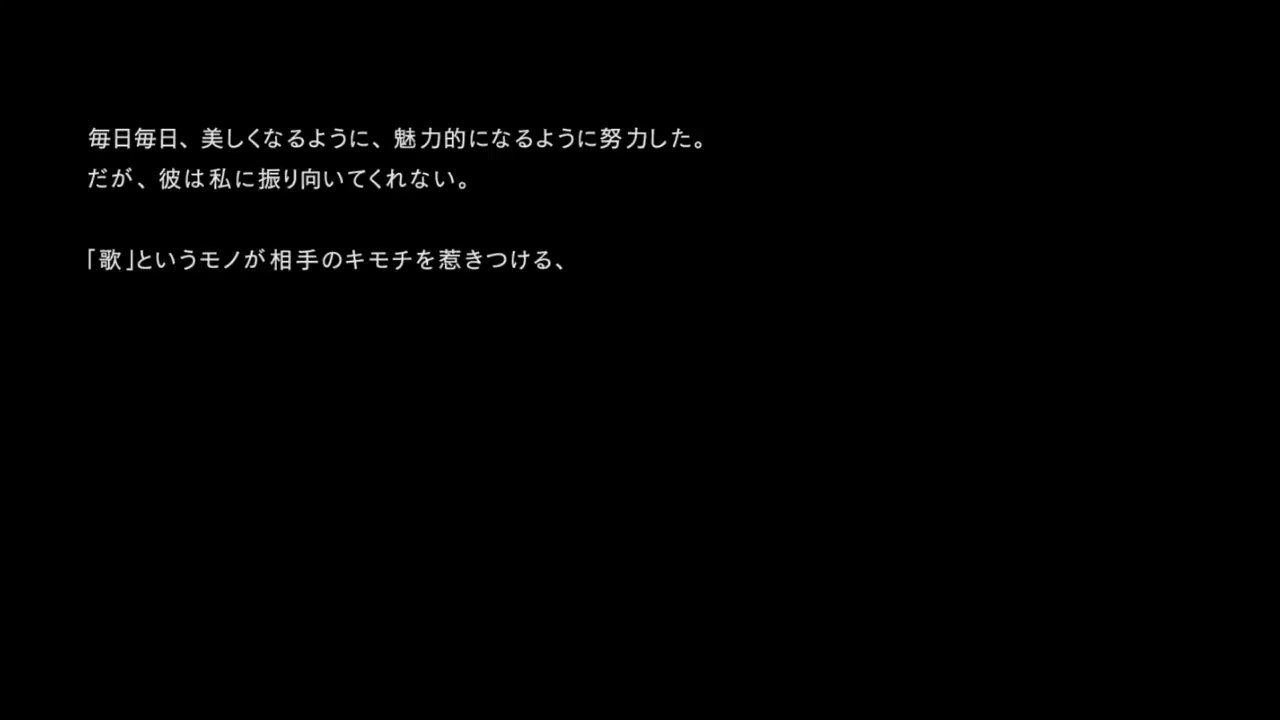 毎日毎日、美しくなるように、魅力的になるように努力した。
だが、彼は私に振り向いてくれない。
「歌」というモノが相手のキモチを惹きつける、